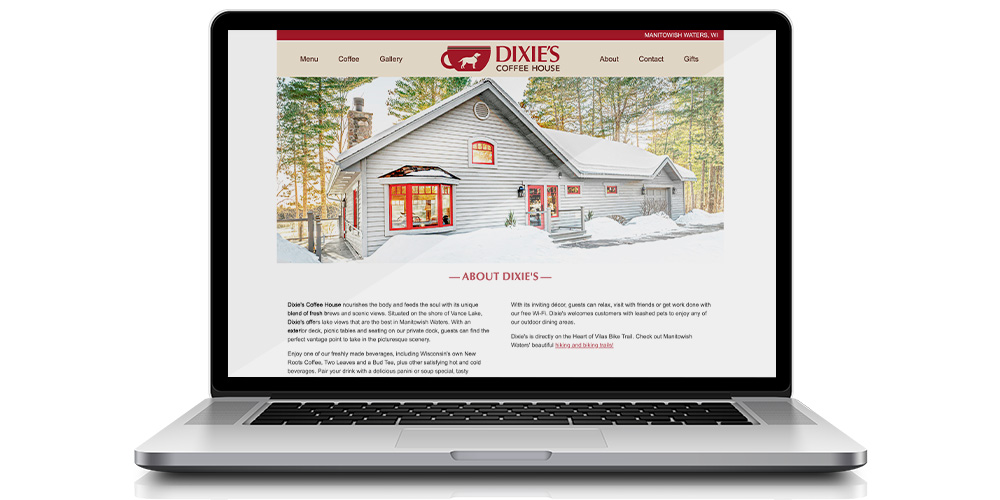 MANITOWISH WATERS, WI
Menu Coffee Gallery DIXIE'S About Contact Gifts
COFFEE HOUSE
— ABOUT DIXIE'S —
Dixie's Coffee House nourishes the body and feeds the soul with its unique
blend of fresh brews and scenic views. Situated on the shore of Vance Lake,
Dixie's offers lake views that are the best in Manitowish Waters. With an
exterior deck, picnic tables and seating on our private dock, guests can find the
perfect vantage point to take in the picturesque scenery.
Enjoy one of our freshly made beverages, including Wisconsin's own New
Roots Coffee, Two Leaves and a Bud Tea, plus other satisfying hot and cold
beverages. Pair your drink with a delicious panini or soup special, tasty
With its inviting décor, guests can relax, visit with friends or get work done with
our free Wi-Fi. Dixie's welcomes customers with leashed pets to enjoy any of
our outdoor dining areas.
Dixie's is directly on the Heart of Vilas Bike Trail. Check out Manitowish
Waters' beautiful hiking and biking trails!